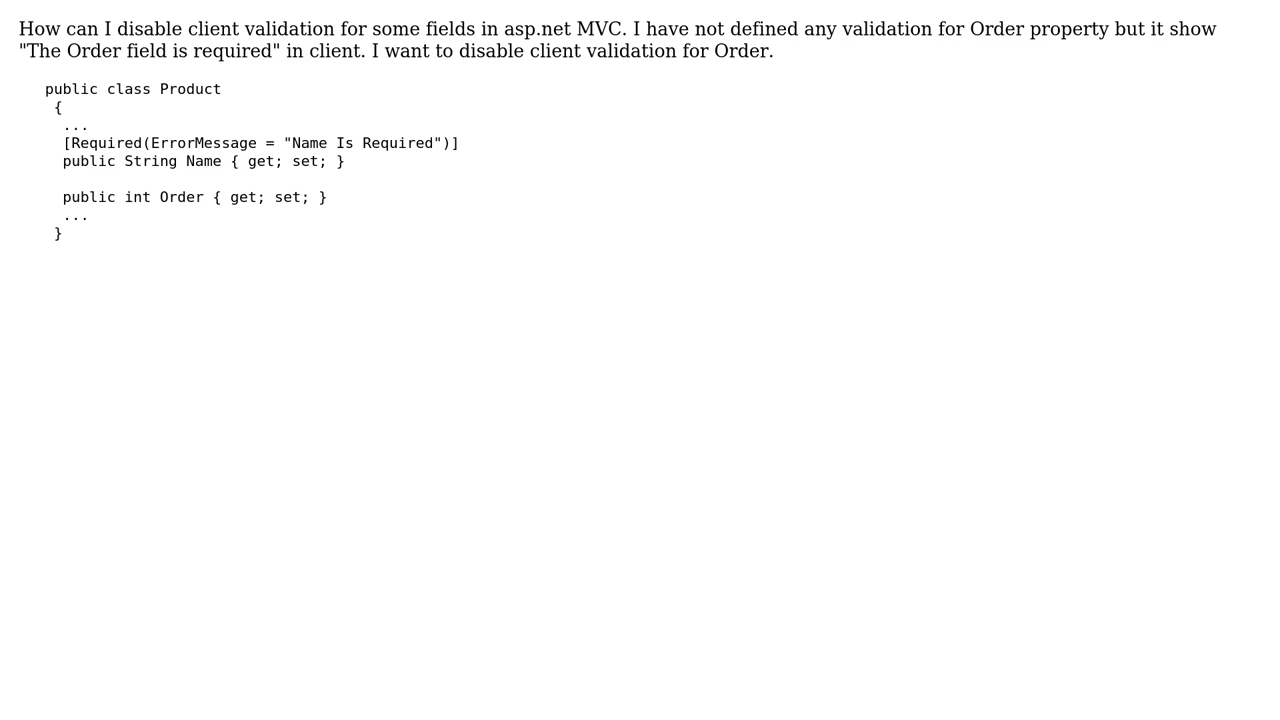 How can I disable client validation for some fields in asp.net MVC. I have not defined any validation for Order property but it show
"The Order field is required" in client. I want to disable client validation for Order.
public class Product
{
...
[Required(ErrorMessage = "Name Is Required")]
public String Name { get; set; }
public int Order { get; set; }
...
}